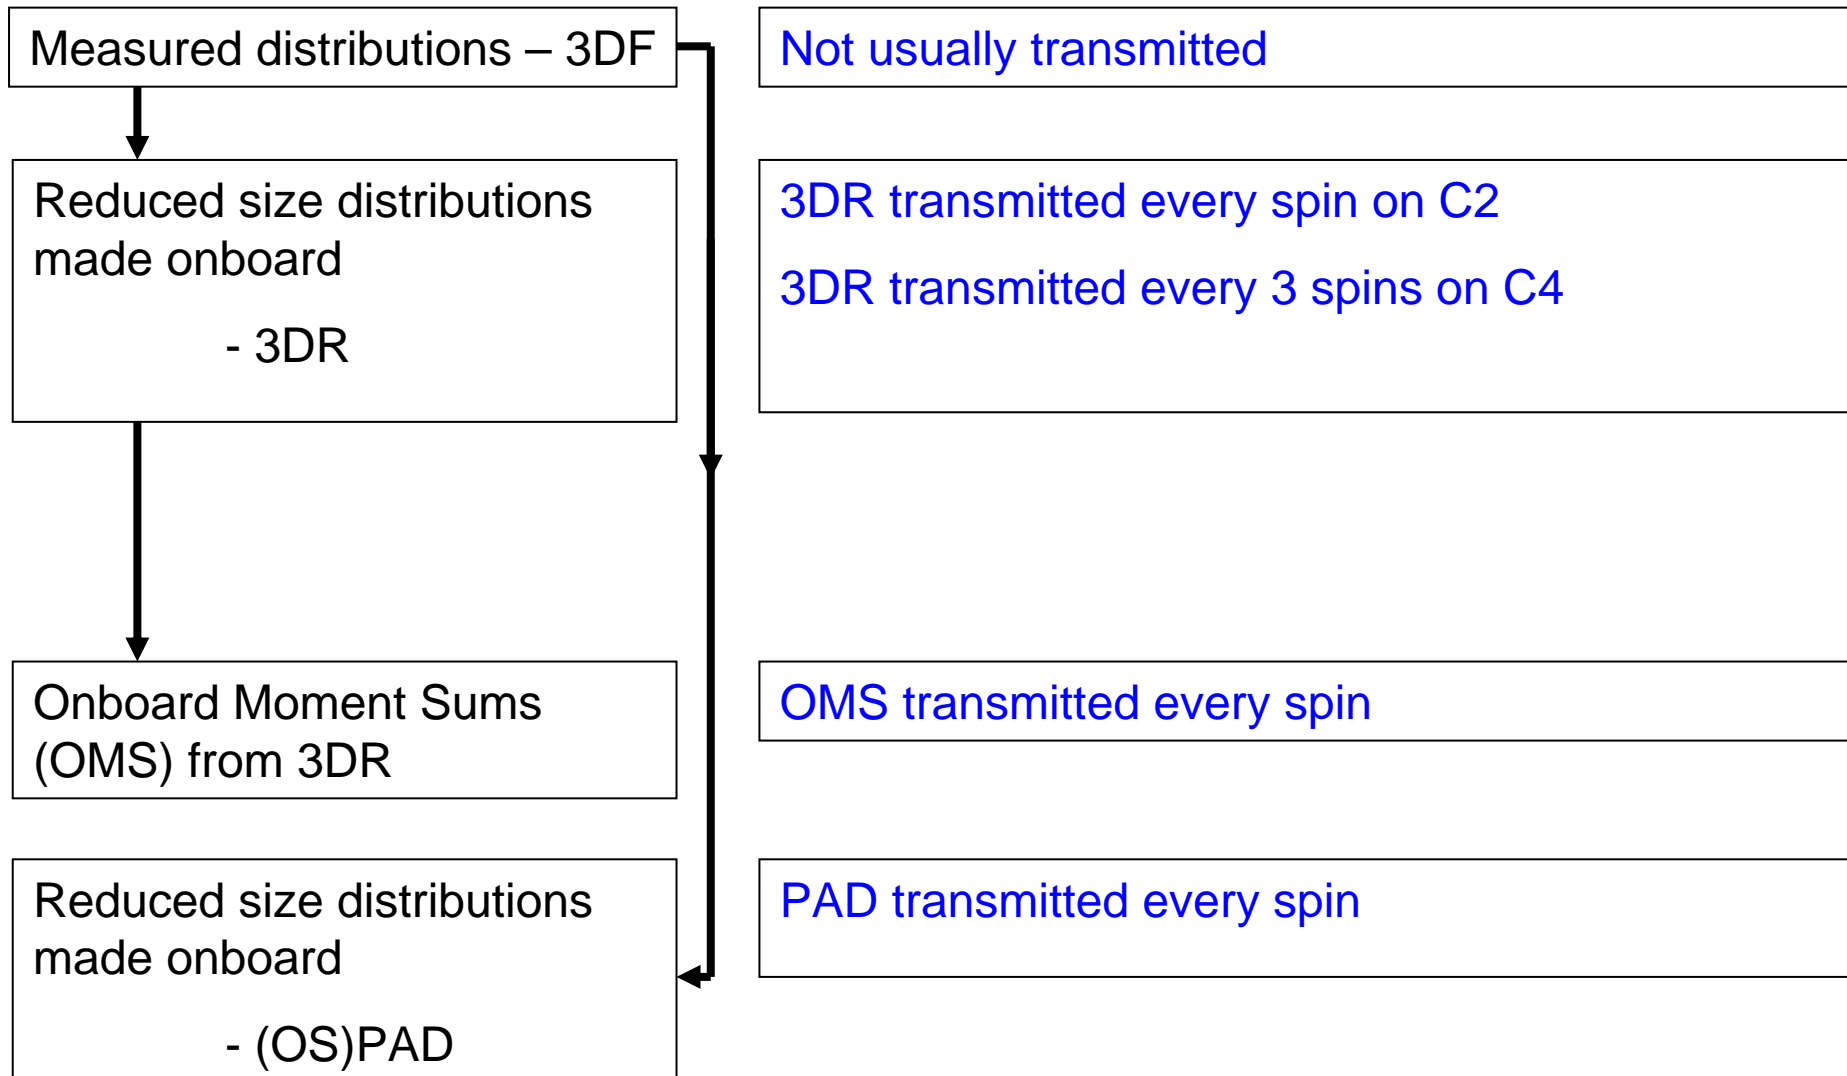 Measured distributions – 3DF
Not usually transmitted
Reduced size distributions
made onboard
- 3DR
3DR transmitted every spin on C2
3DR transmitted every 3 spins on C4
Onboard Moment Sums
(OMS) from 3DR
OMS transmitted every spin
Reduced size distributions
made onboard
- (OS)PAD
PAD transmitted every spin